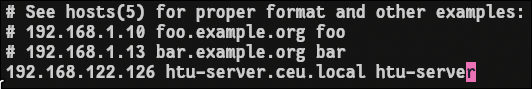 # See hosts(5) for proper format and other examples:
# 192.168.1.10 foo.example.org foo
# 192.168.1.13 bar.example.org bar
192.168.122.126 htu-server.ceu.local htu-server